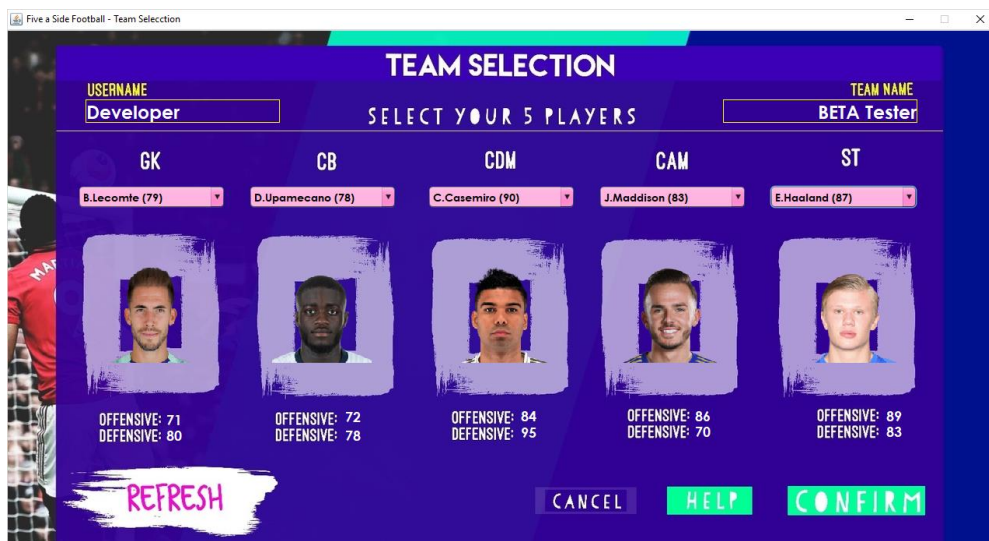 Five a Side Football - Team Selecction
TEAM SELECTION
USERNAME
TEAM NAME
Developer
SELECT YOUR 5 PLAYERS
BETA Tester
GK
CB
CDM
CAM
ST
B.Lecomte (79)
D.Upamecano (78)
C.Casemiro (90)
J.Maddison (83)
E.Haaland (87)
OFFENSIVE: 71
DEFENSIVE: 80
OFFENSIVE: 72
DEFENSIVE: 78
OFFENSIVE: 84
DEFENSIVE: 95
OFFENSIVE: 86
DEFENSIVE: 70
OFFENSIVE: 89
DEFENSIVE: 83
REFRESH
CANCEL
HELP
CONFIRM